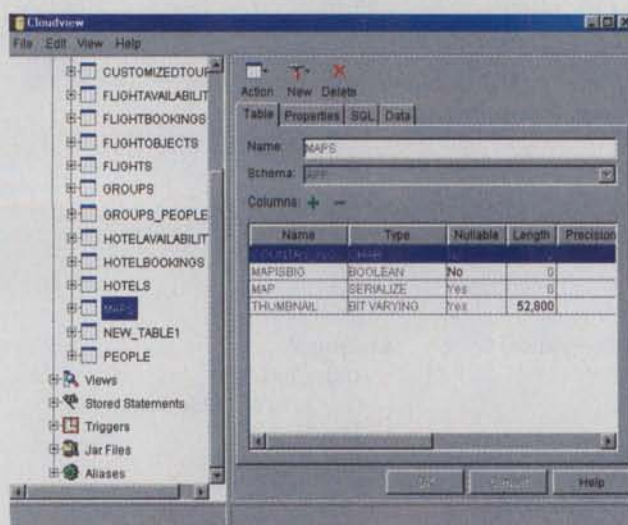 Cloudview
File Edit View Help
CUSTOMIZEDTOUR
FLIGHTAVAILABILIT
FLIGHTBOOKINGS
FLIGHTOBJECTS
FLIGHTS
GROUPS
GROUPS_PEOPLE
HOTELAVAILABILIT
HOTELBOOKINGS
HOTELS
MAPS
NEW_TABLE1
PEOPLE
Views
Stored Statements
Triggers
Jar Files
Aliases
Action New Delete
Table Properties SQL Data
Name: MAPS
Schema: APP
Columns: + −
Name Type Nullable Length Precision
MAPISBIG BOOLEAN No 0
MAP SERIALIZE Yes 0
THUMBNAIL BIT VARYING Yes 52,800
Help